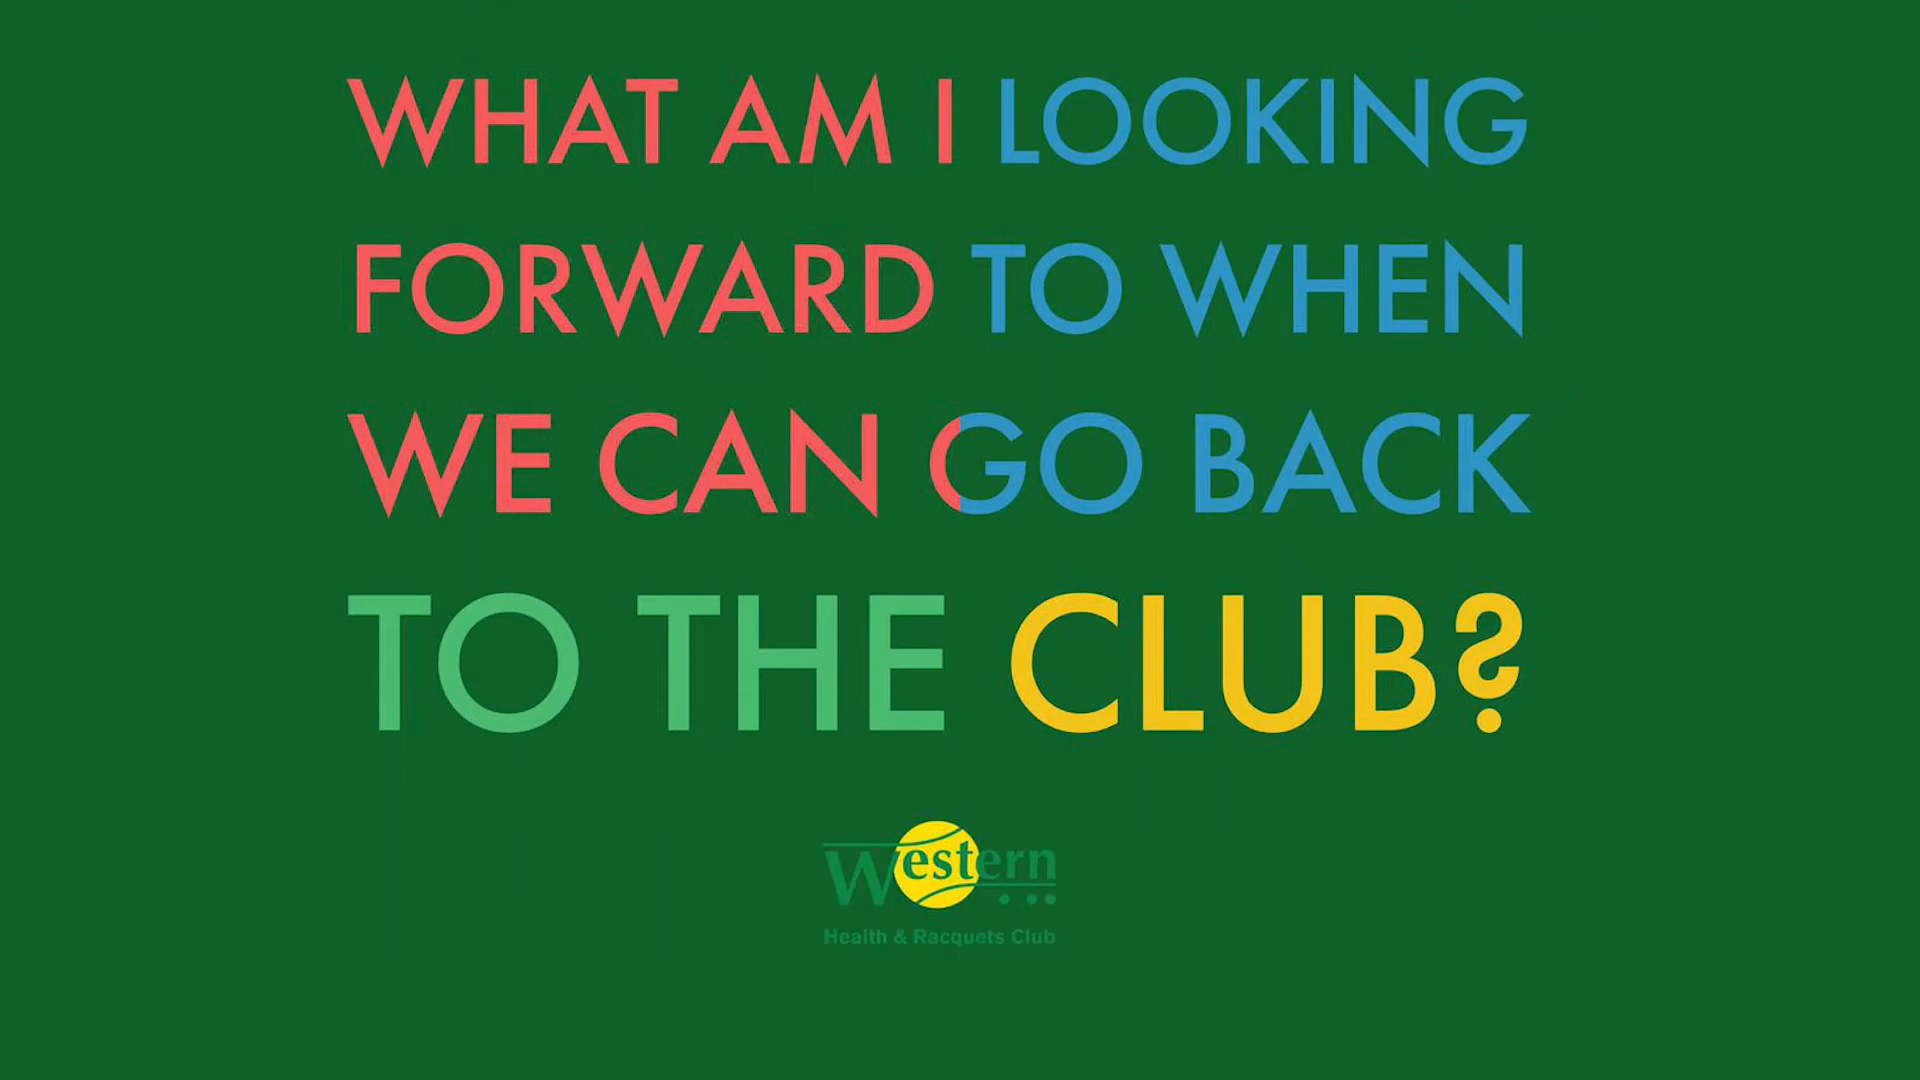 WHAT AM I LOOKING
FORWARD TO WHEN
WE CAN GO BACK
TO THE CLUB?
Western
Health & Racquets Club